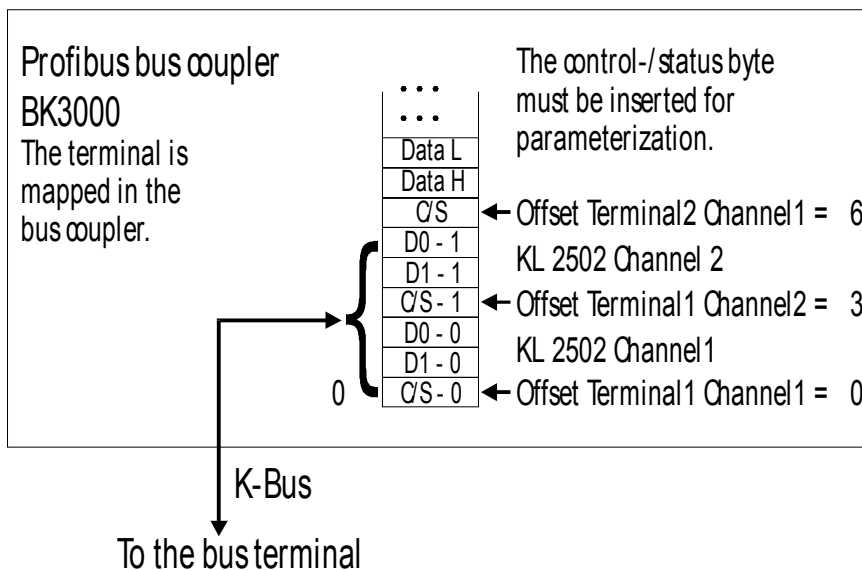 Profibus bus coupler
BK3000
The terminal is
mapped in the
bus coupler.
...
...
Data L
Data H
C/S
D0 - 1
D1 - 1
C/S - 1
D0 - 0
D1 - 0
C/S - 0
0
The control-/status byte
must be inserted for
parameterization.
Offset Terminal2 Channel1 = 6
KL 2502 Channel 2
Offset Terminal1 Channel2 = 3
KL 2502 Channel1
Offset Terminal1 Channel1 = 0
K-Bus
To the bus terminal